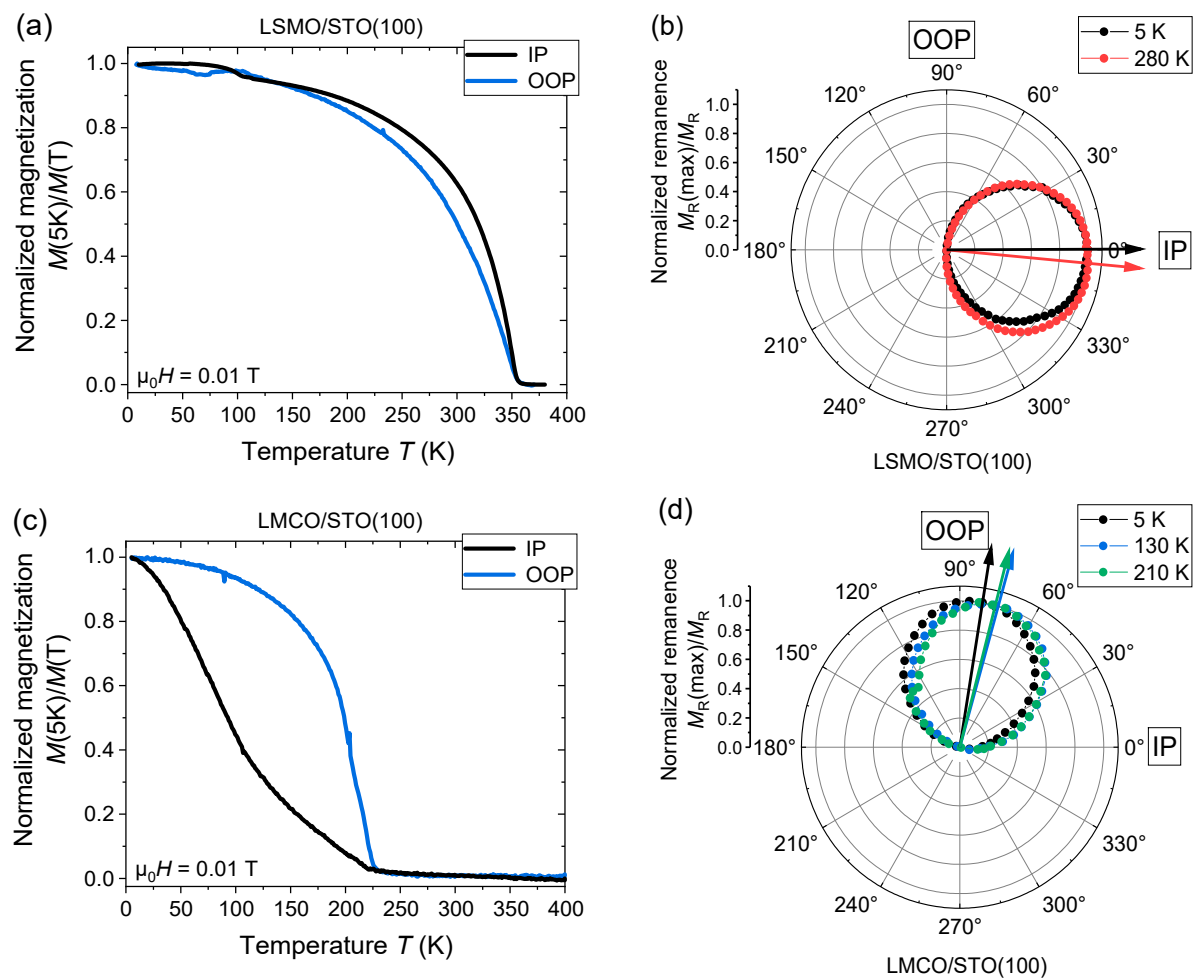 (a)
LSMO/STO(100)
IP
OOP
Normalized magnetization
M(5K)/M(T)
1.0
0.8
0.6
0.4
0.2
0.0
μ₀H = 0.01 T
0 50 100 150 200 250 300 350 400
Temperature T (K)
(b)
OOP
5 K
280 K
Normalized remanence
M_R(max)/M_R
1.0
0.8
0.6
0.4
0.2
0.0
90°
120° 60°
150° 30°
180° 0° IP
210° 330°
240° 300°
270°
LSMO/STO(100)
(c)
LMCO/STO(100)
IP
OOP
Normalized magnetization
M(5K)/M(T)
1.0
0.8
0.6
0.4
0.2
0.0
μ₀H = 0.01 T
0 50 100 150 200 250 300 350 400
Temperature T (K)
(d)
OOP
5 K
130 K
210 K
Normalized remanence
M_R(max)/M_R
1.0
0.8
0.6
0.4
0.2
0.0
90°
120° 60°
150° 30°
180° 0° IP
210° 330°
240° 300°
270°
LMCO/STO(100)